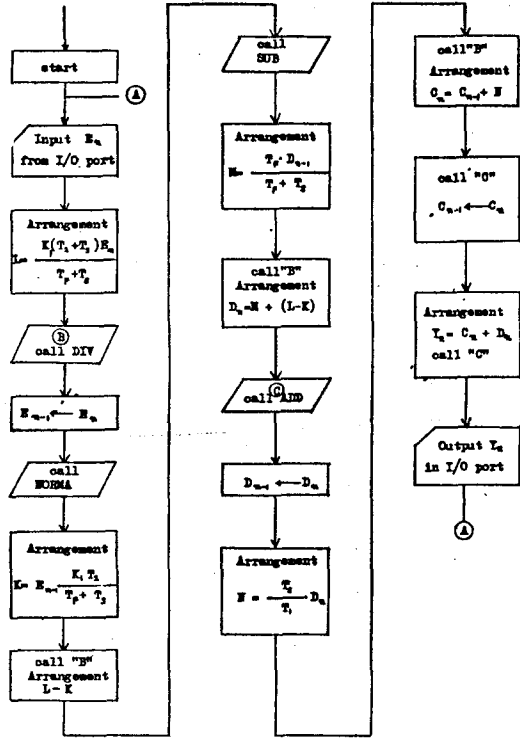 start
A
Input Eₙ
from I/O port
Arrangement
L= Kₚ(T₁+T₂)Eₙ
Tₚ+T₂
B
call DIV
Eₙ₋₁ ← Eₙ
call
NORMA
Arrangement
K= Eₙ₋₁ K₁ T₁
Tₚ+ T₂
call "B"
Arrangement
L-K
call
SUB
Arrangement
M= Tₚ· Dₙ₋₁
Tₚ+ T₂
call"B"
Arrangement
Dₙ=M + (L-K)
C
call ADD
Dₙ₋₁ ← Dₙ
Arrangement
N = T₂
T₁ · Dₙ
call"B"
Arrangement
Cₙ= Cₙ₋₁+ N
call "C"
Cₙ₋₁ ← Cₙ
Arrangement
Yₙ= Cₙ + Dₙ
call "C"
Output Yₙ
in I/O port
A